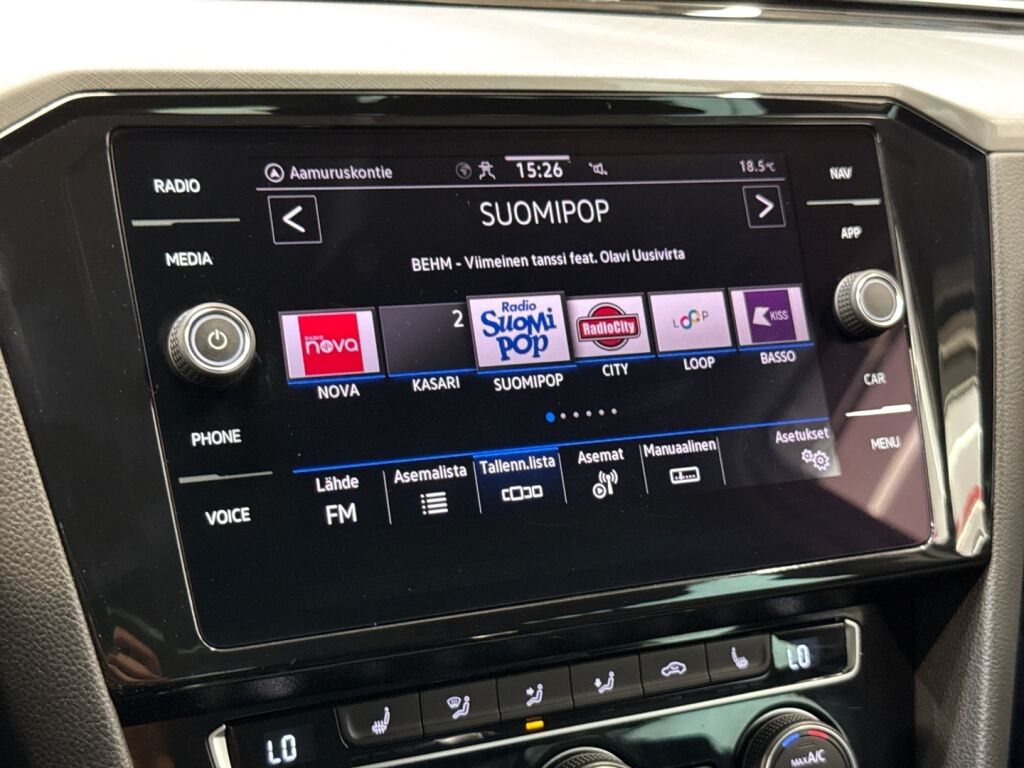 RADIO
MEDIA
PHONE
VOICE
Aamuruskontie
15:26
18.5°C
SUOMIPOP
BEHM - Viimeinen tanssi feat. Olavi Uusivirta
RADIO
nova
2
Radio
SuoMi
pop
RadioCity
LOOP
KISS
NOVA
KASARI
SUOMIPOP
CITY
LOOP
BASSO
Lähde
FM
Asemalista
Tallenn.lista
Asemat
Manuaalinen
Asetukset
NAV
APP
CAR
MENU
LO
LO
MAX A/C